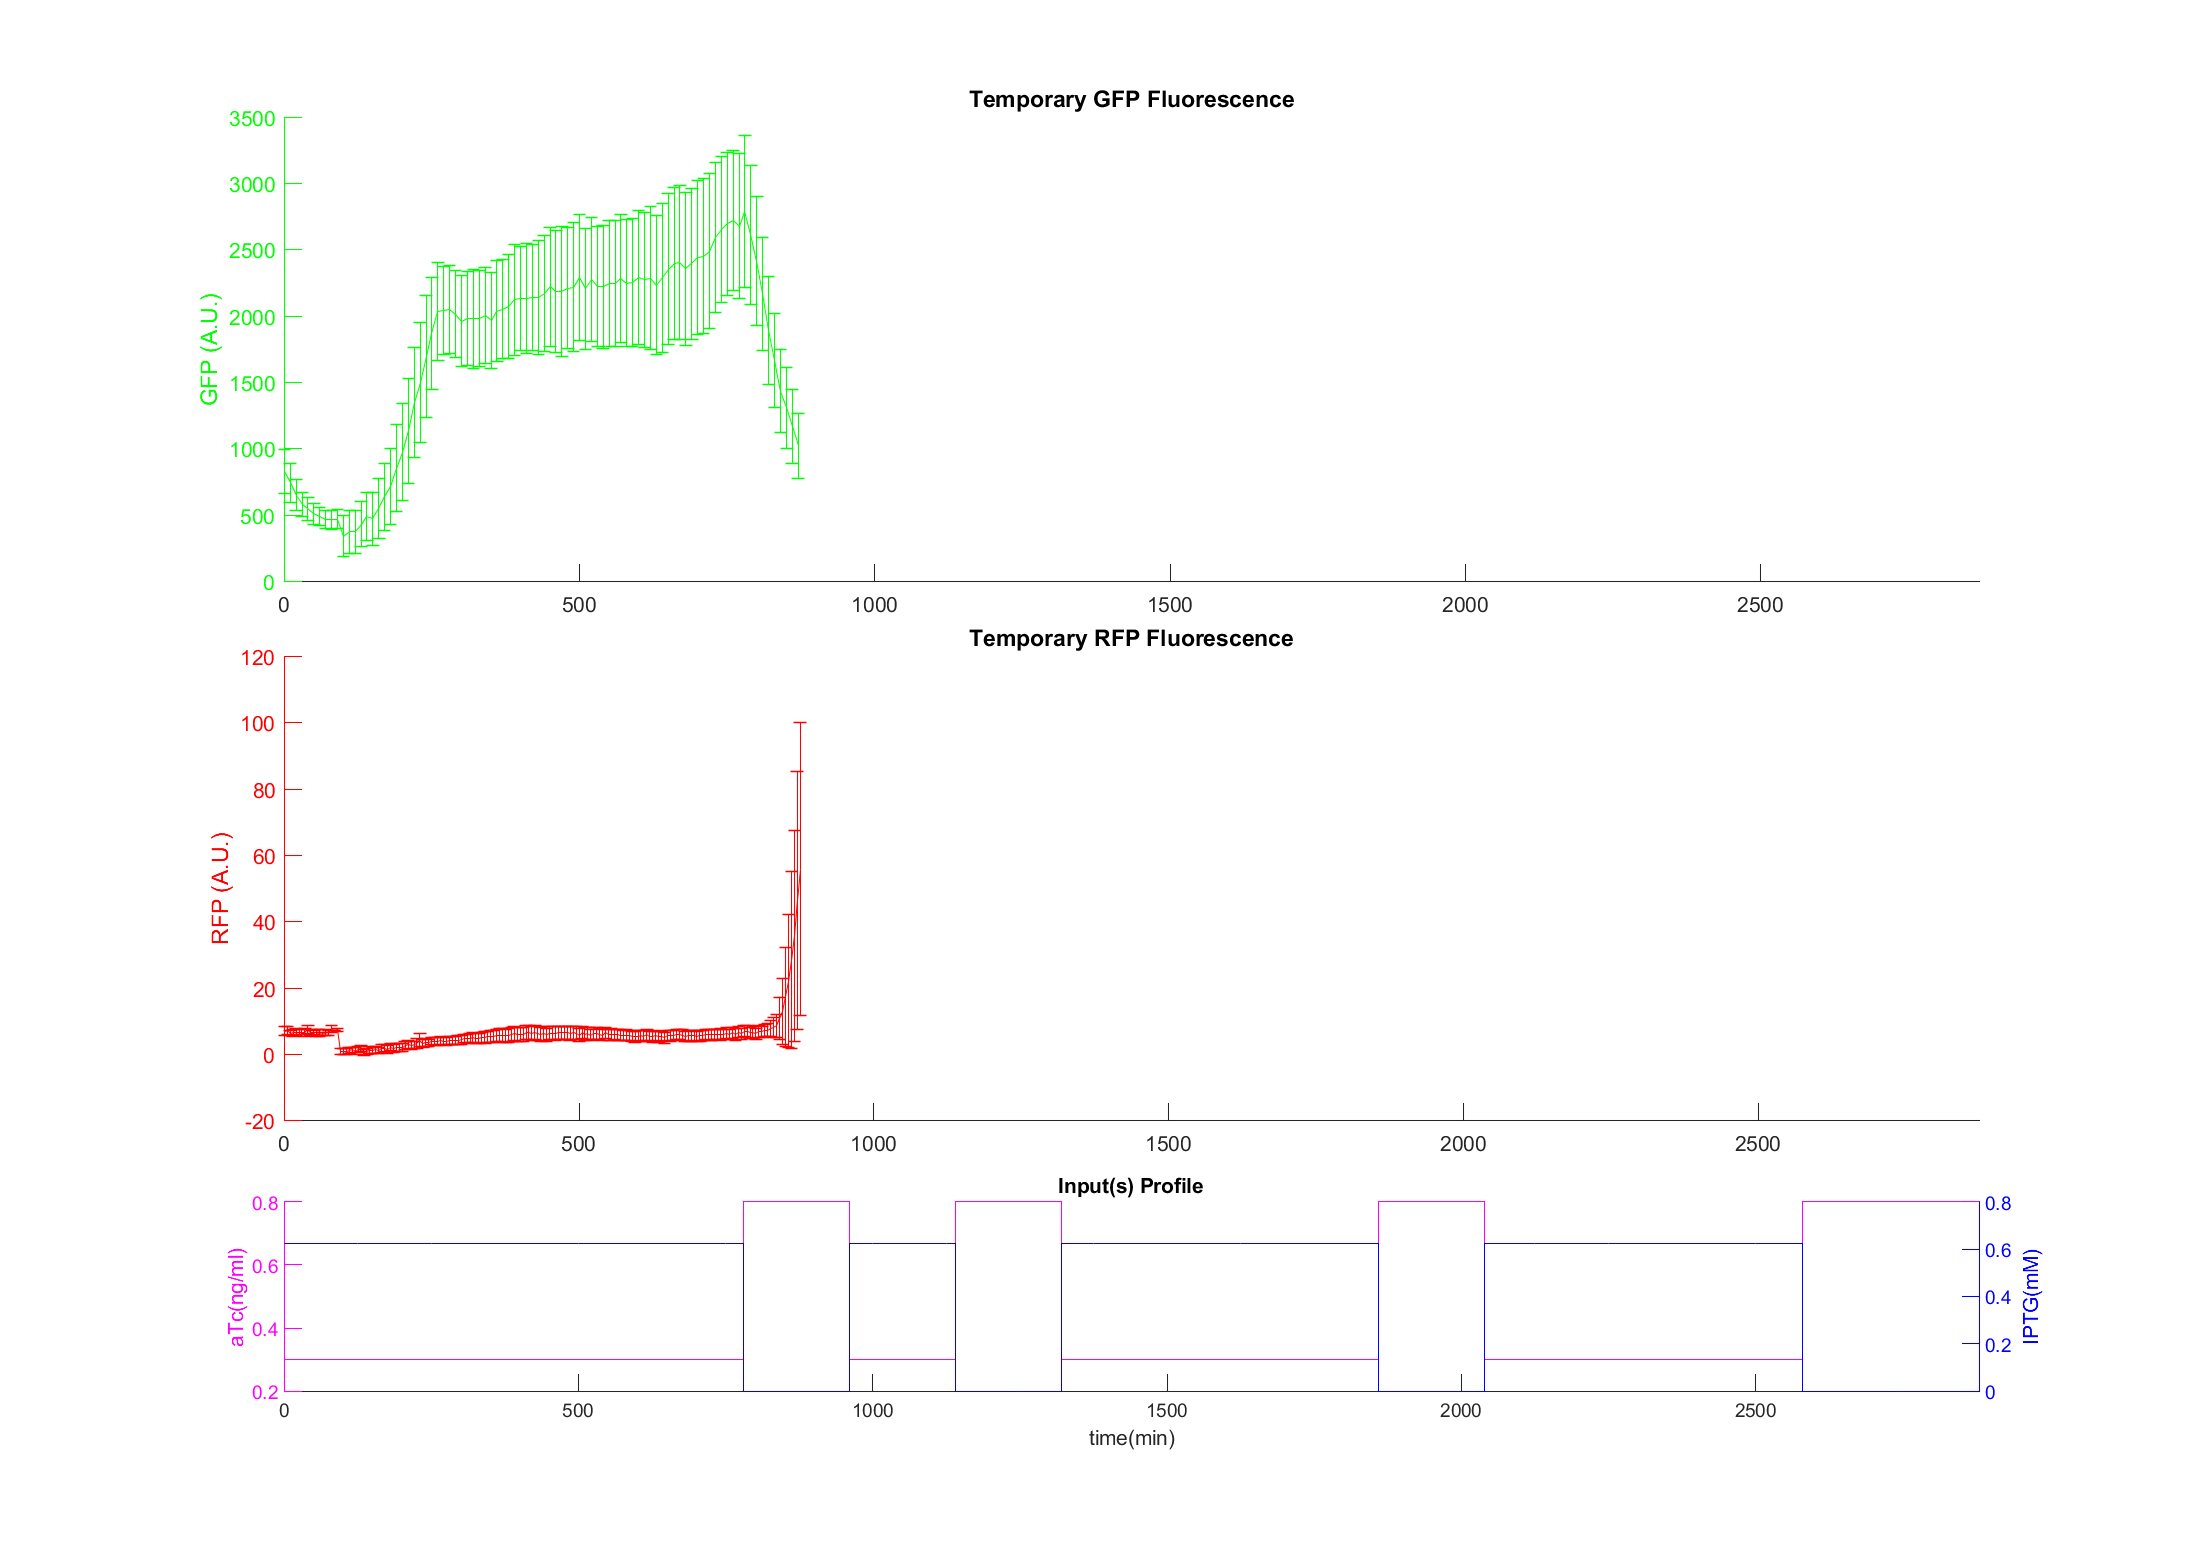 Temporary GFP Fluorescence
GFP (A.U.)
3500
3000
2500
2000
1500
1000
500
0
0 500 1000 1500 2000 2500
Temporary RFP Fluorescence
RFP (A.U.)
120
100
80
60
40
20
0
-20
0 500 1000 1500 2000 2500
Input(s) Profile
aTc(ng/ml)
0.8
0.6
0.4
0.2
0.8
0.6
0.4
0.2
0
IPTG(mM)
0 500 1000 1500 2000 2500
time(min)